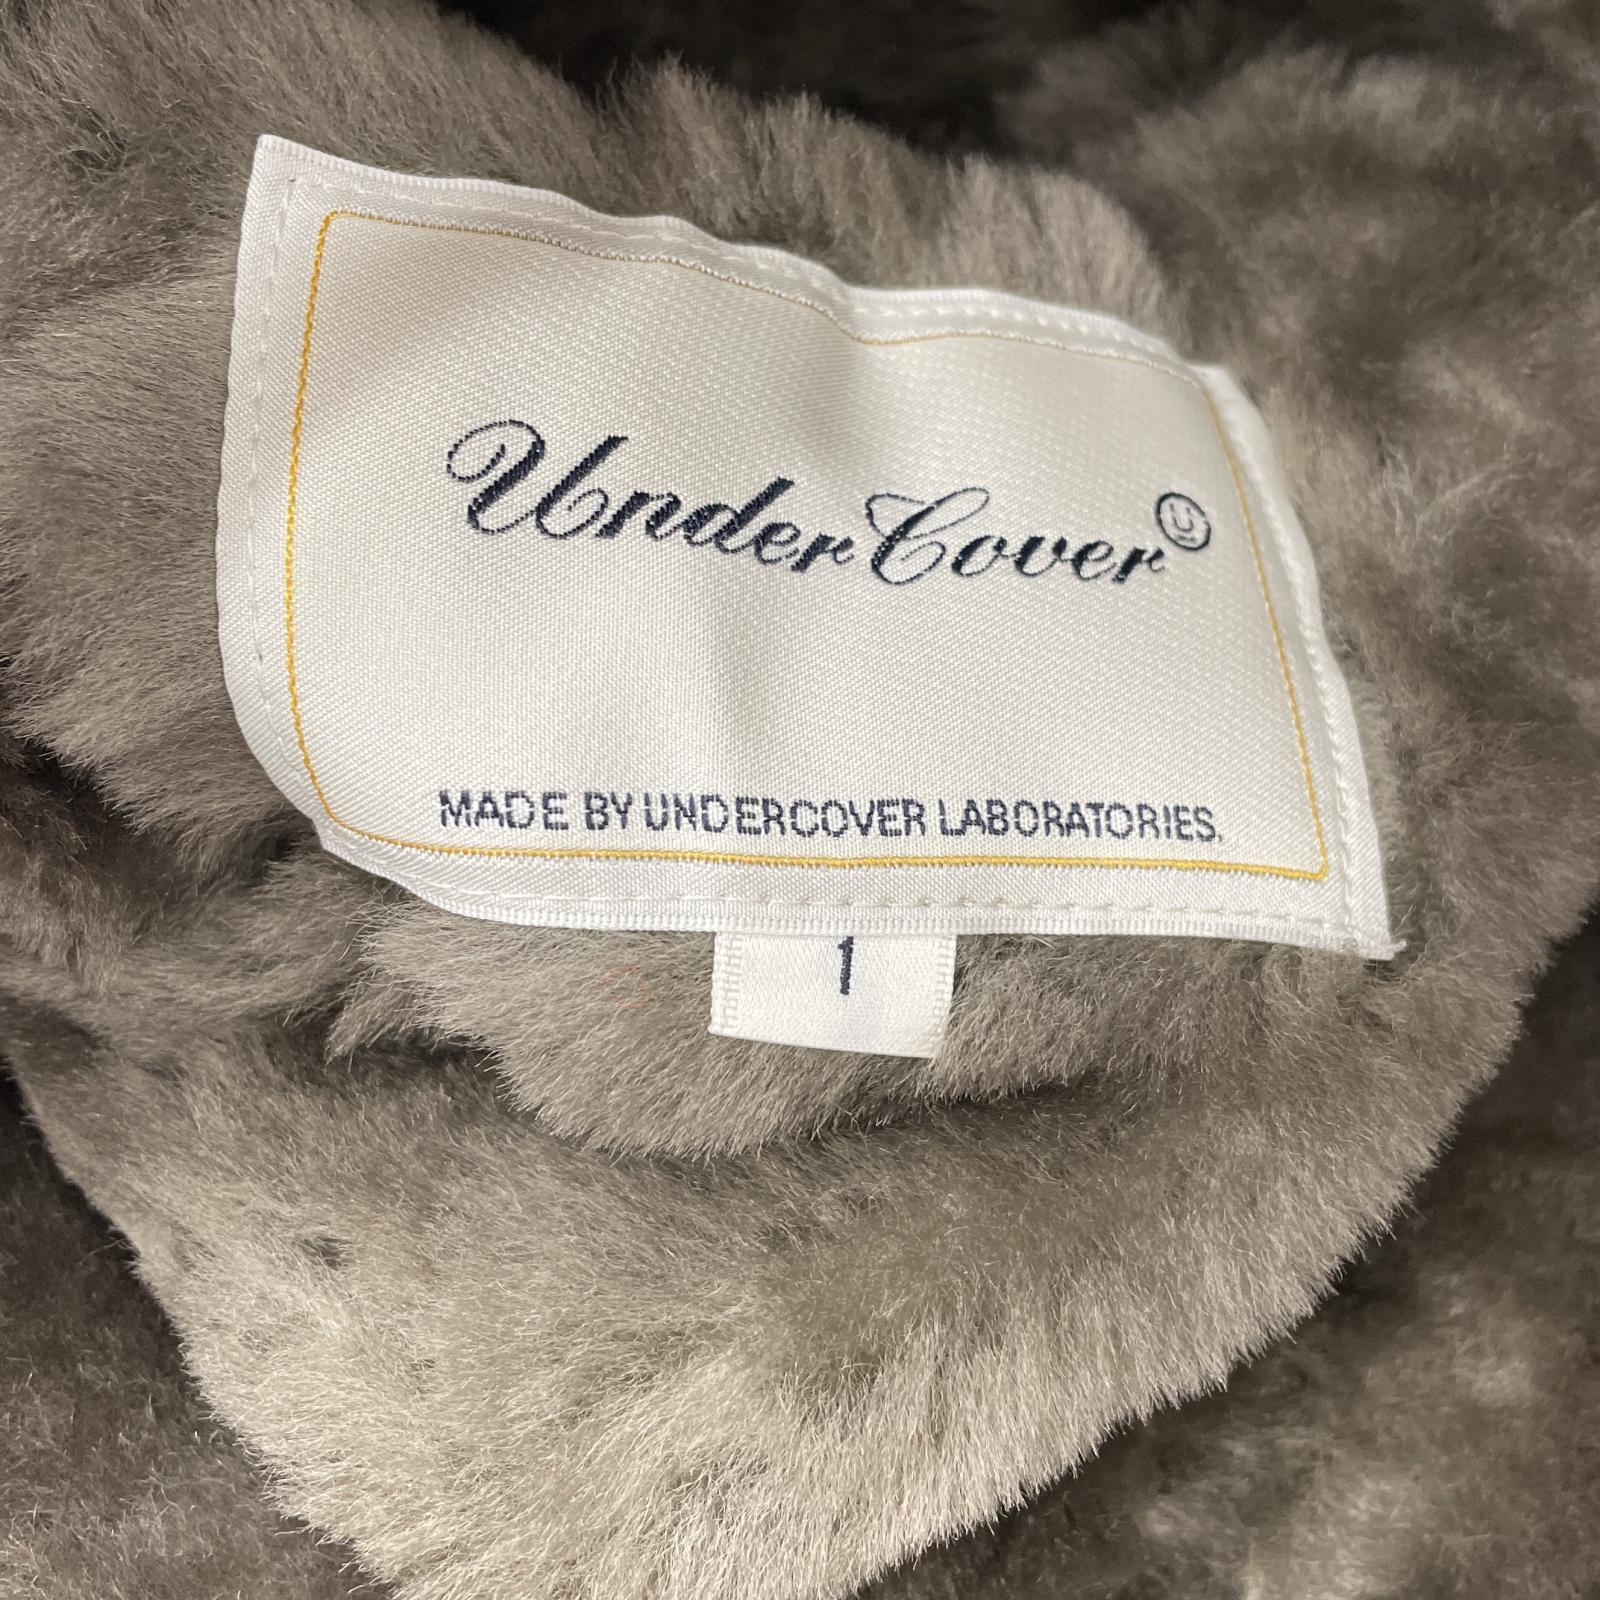 UnderCover
MADE BY UNDERCOVER LABORATORIES.
1